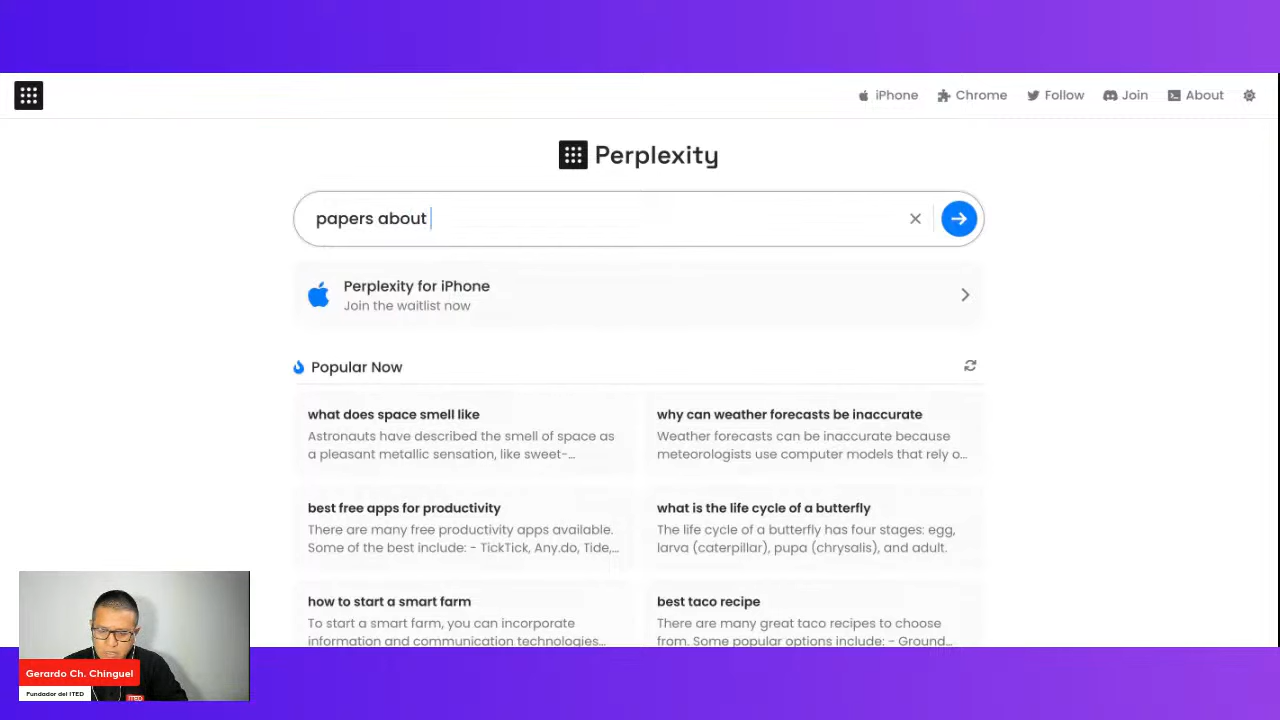 iPhone
Chrome
Follow
Join
About
Perplexity
papers about
Perplexity for iPhone
Join the waitlist now
Popular Now
what does space smell like
Astronauts have described the smell of space as
a pleasant metallic sensation, like sweet-…
why can weather forecasts be inaccurate
Weather forecasts can be inaccurate because
meteorologists use computer models that rely o…
best free apps for productivity
There are many free productivity apps available.
Some of the best include: - TickTick, Any.do, Tide,…
what is the life cycle of a butterfly
The life cycle of a butterfly has four stages: egg,
larva (caterpillar), pupa (chrysalis), and adult.
how to start a smart farm
To start a smart farm, you can incorporate
information and communication technologies…
best taco recipe
There are many great taco recipes to choose
from. Some popular options include: - Ground…
Gerardo Ch. Chinguel
Fundador del ITED
ITED